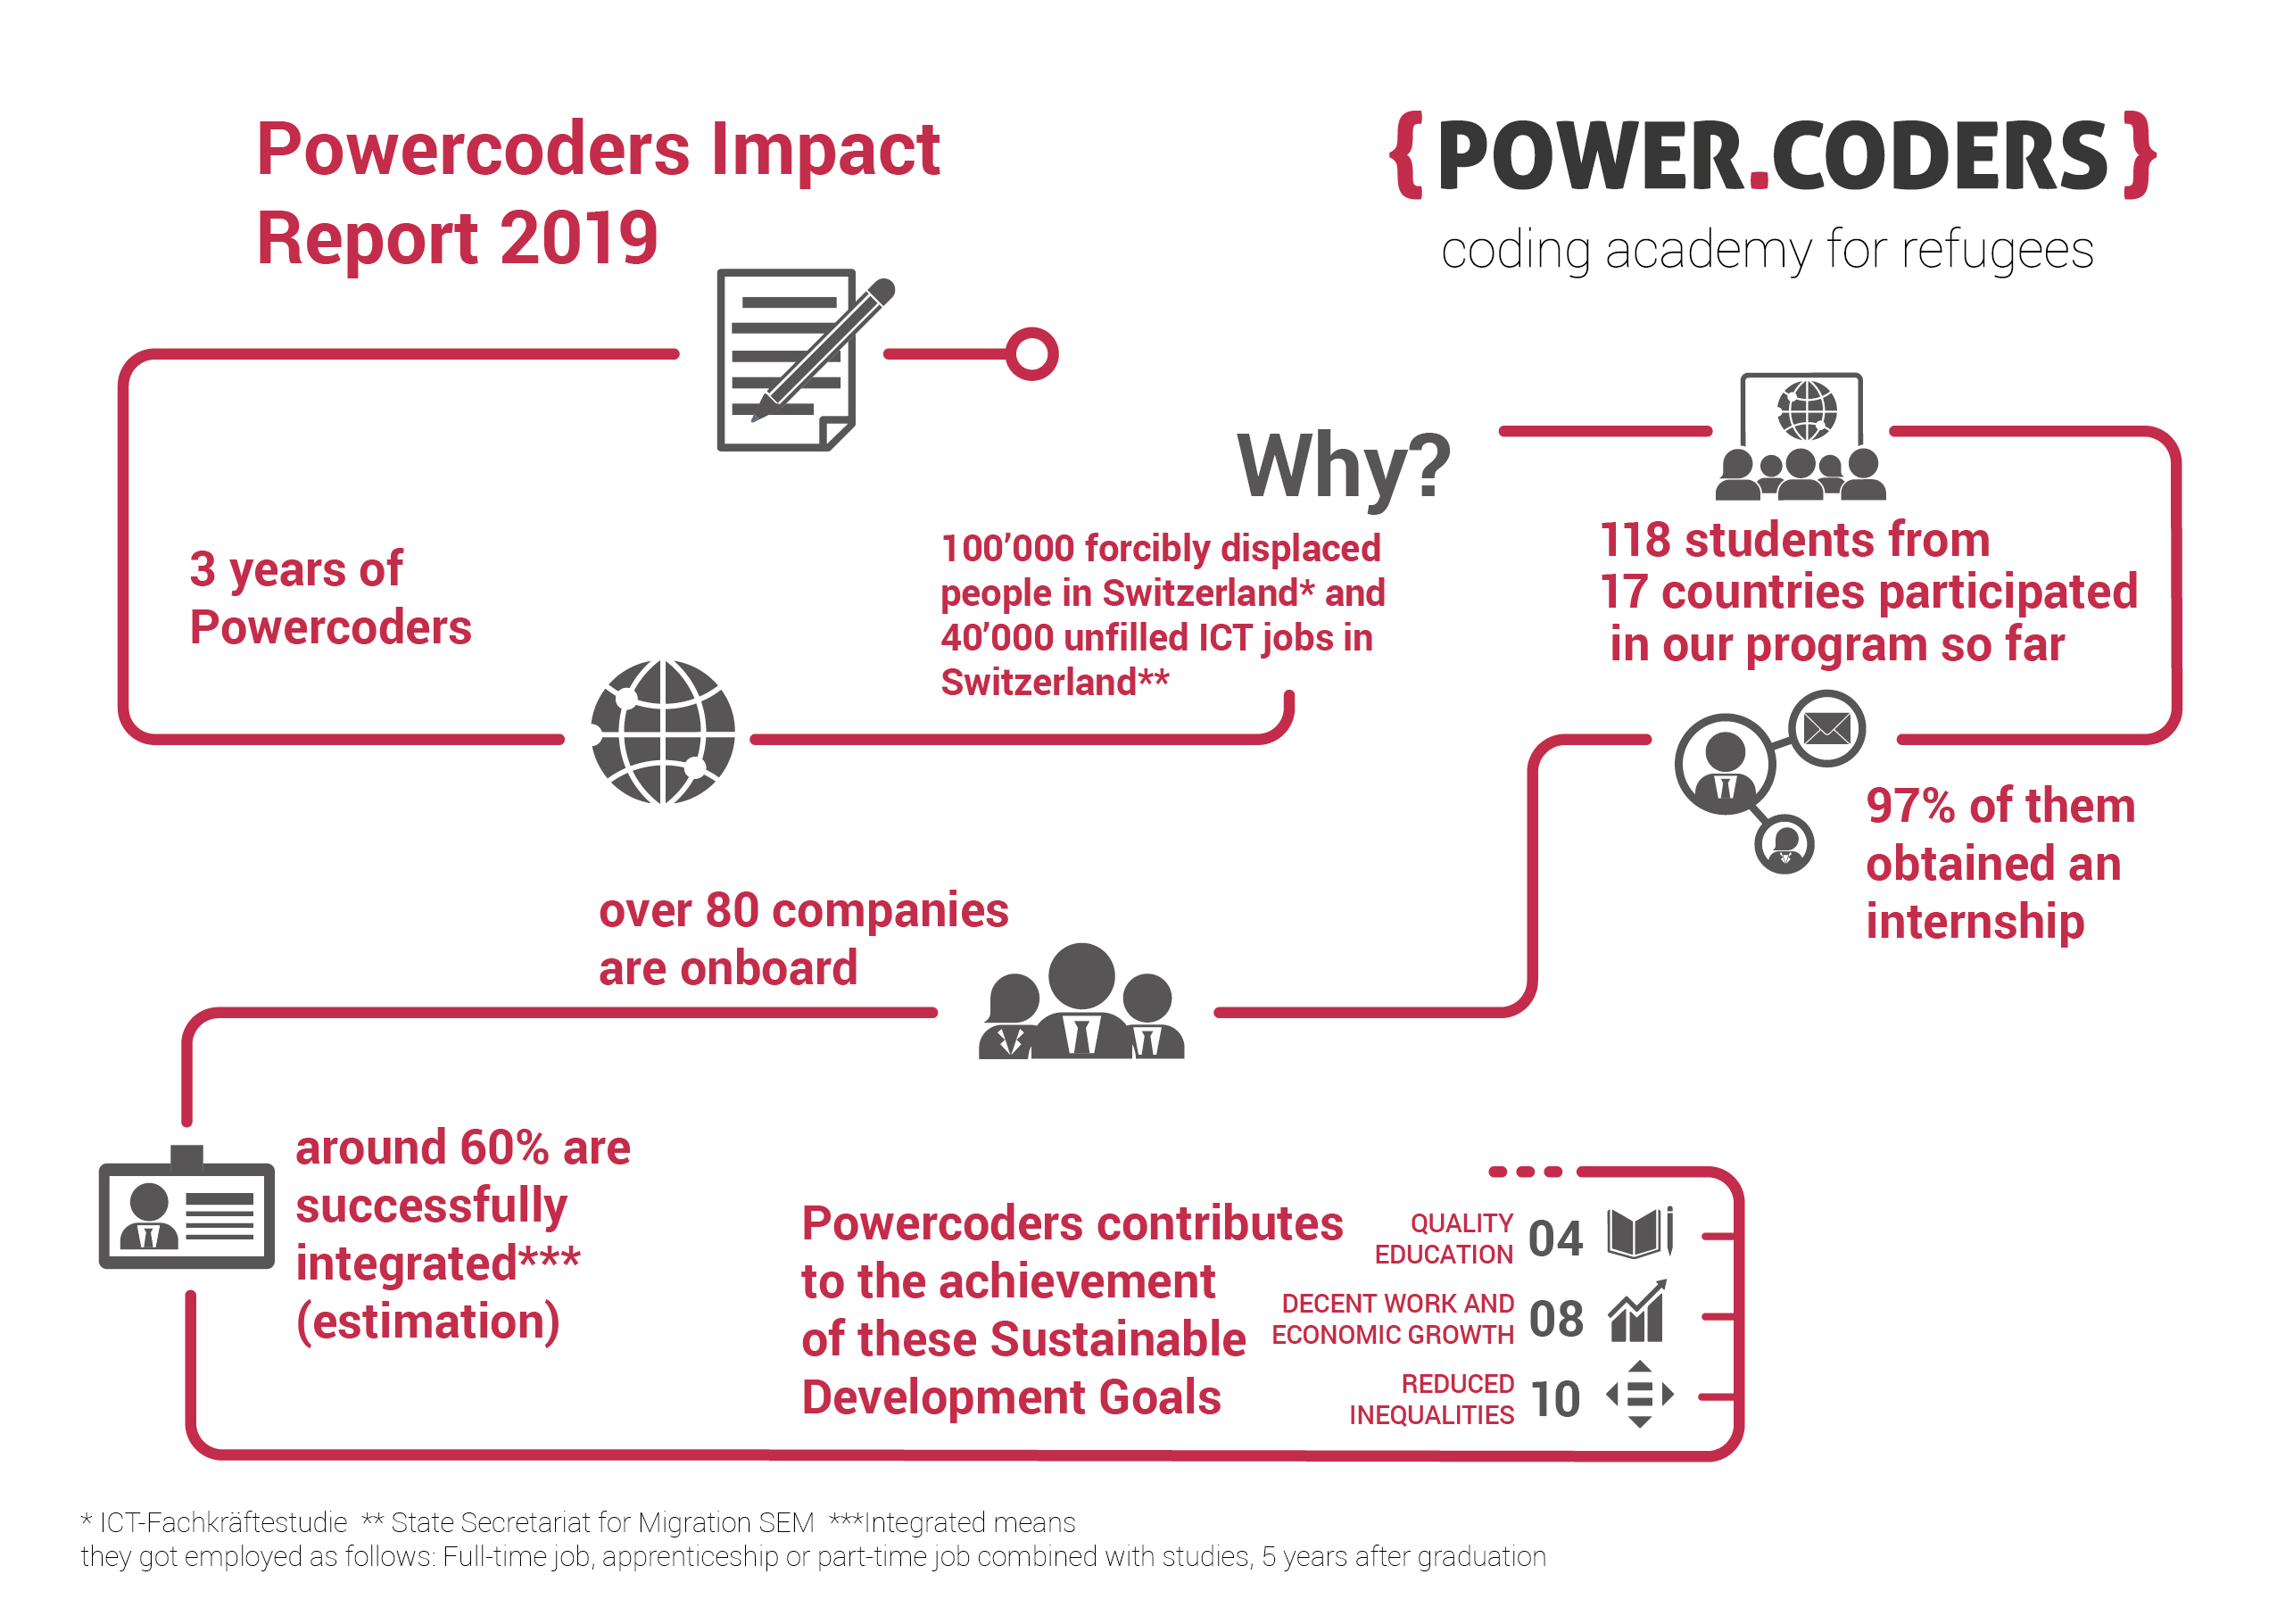 Powercoders Impact
Report 2019
{POWER.CODERS}
coding academy for refugees
3 years of
Powercoders
Why?
100’000 forcibly displaced
people in Switzerland* and
40’000 unfilled ICT jobs in
Switzerland**
118 students from
17 countries participated
in our program so far
97% of them
obtained an
internship
over 80 companies
are onboard
around 60% are
successfully
integrated***
(estimation)
Powercoders contributes
to the achievement
of these Sustainable
Development Goals
QUALITY
EDUCATION 04
DECENT WORK AND
ECONOMIC GROWTH 08
REDUCED
INEQUALITIES 10
* ICT-Fachkräftestudie ** State Secretariat for Migration SEM ***Integrated means
they got employed as follows: Full-time job, apprenticeship or part-time job combined with studies, 5 years after graduation